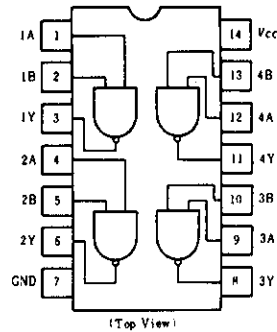 1A 1 14 Vcc
1B 2 13 4B
1Y 3 12 4A
2A 4 11 4Y
2B 5 10 3B
2Y 6 9 3A
GND 7 8 3Y
(Top View)